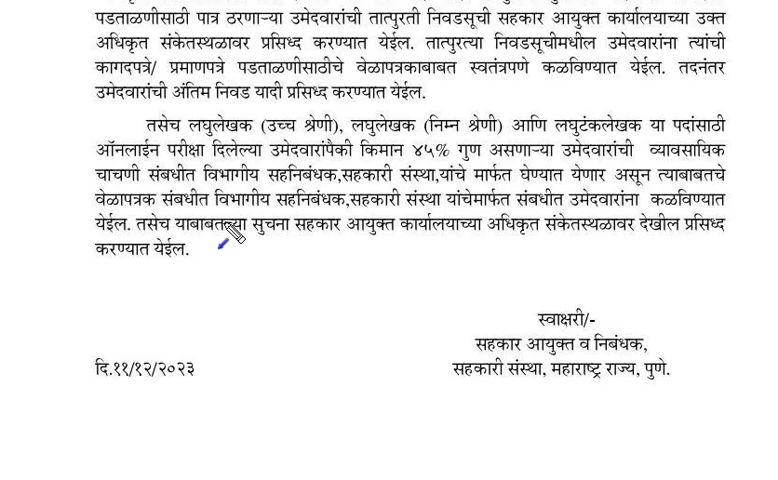 पडताळणीसाठी पात्र ठरणाऱ्या उमेदवारांची तात्पुरती निवडसूची सहकार आयुक्त कार्यालयाच्या उक्त
अधिकृत संकेतस्थळावर प्रसिध्द करण्यात येईल. तात्पुरत्या निवडसूचीमधील उमेदवारांना त्यांची
कागदपत्रे/ प्रमाणपत्रे पडताळणीसाठीचे वेळापत्रकाबाबत स्वतंत्रपणे कळविण्यात येईल. तदनंतर
उमेदवारांची अंतिम निवड यादी प्रसिध्द करण्यात येईल.
तसेच लघुलेखक (उच्च श्रेणी), लघुलेखक (निम्न श्रेणी) आणि लघुटंकलेखक या पदांसाठी
ऑनलाईन परीक्षा दिलेल्या उमेदवारांपैकी किमान ४५% गुण असणाऱ्या उमेदवारांची व्यावसायिक
चाचणी संबधीत विभागीय सहनिबंधक,सहकारी संस्था,यांचे मार्फत घेण्यात येणार असून त्याबाबतचे
वेळापत्रक संबधीत विभागीय सहनिबंधक,सहकारी संस्था यांचेमार्फत संबधीत उमेदवारांना कळविण्यात
येईल. तसेच याबाबतच्या सुचना सहकार आयुक्त कार्यालयाच्या अधिकृत संकेतस्थळावर देखील प्रसिध्द
करण्यात येईल.
स्वाक्षरी/-
सहकार आयुक्त व निबंधक,
दि.११/१२/२०२३ सहकारी संस्था, महाराष्ट्र राज्य, पुणे.